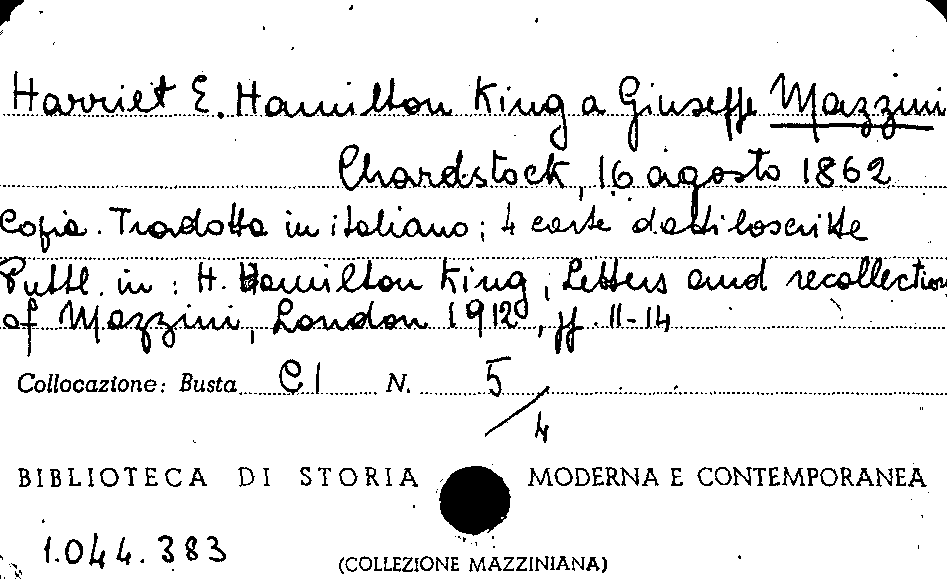 Harriet E. Hamilton King a Giuseppe Mazzini
Chardstock, 16 agosto 1862
Copia. Tradotta in italiano; 4 carte dattiloscritte
Pubbl. in: H. Hamilton King, Letters and recollections
of Mazzini, London 1912, pp. 11-14
Collocazione: Busta CI N. 5/4
BIBLIOTECA DI STORIA MODERNA E CONTEMPORANEA
1.044.383
(COLLEZIONE MAZZINIANA)